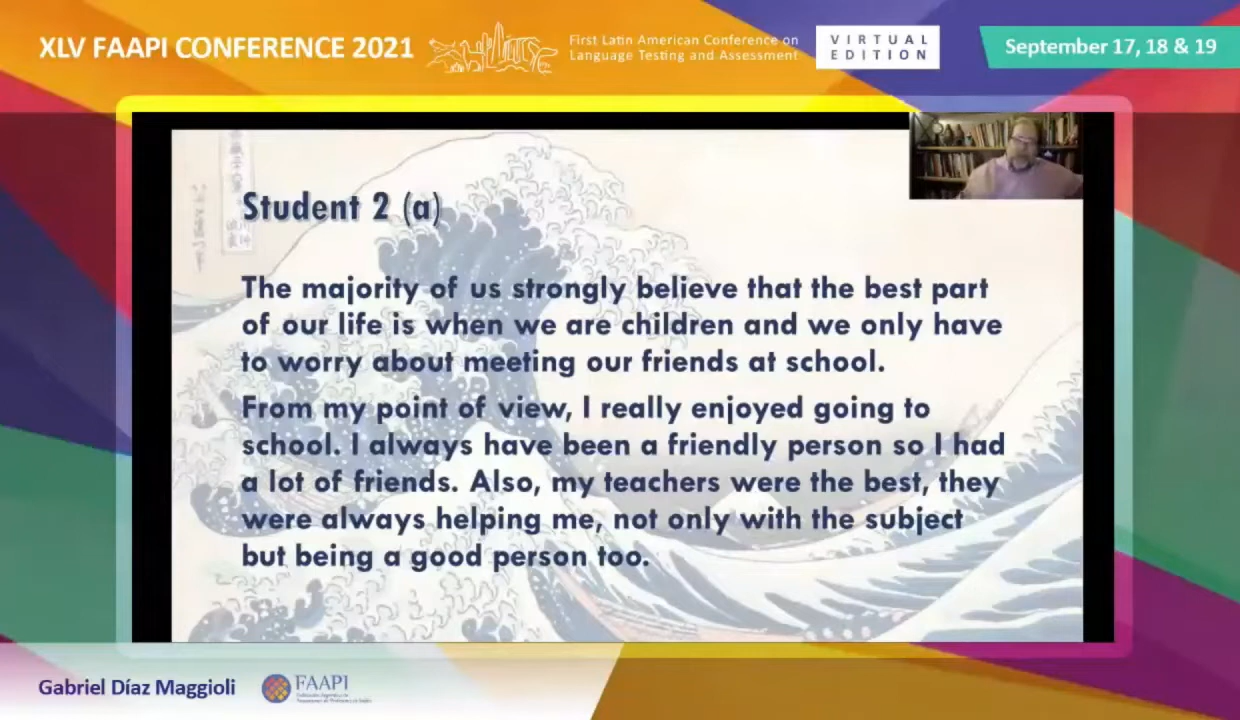 XLV FAAPI CONFERENCE 2021
First Latin American Conference on
Language Testing and Assessment
VIRTUAL
EDITION
September 17, 18 & 19
Student 2 (a)
The majority of us strongly believe that the best part
of our life is when we are children and we only have
to worry about meeting our friends at school.
From my point of view, I really enjoyed going to
school. I always have been a friendly person so I had
a lot of friends. Also, my teachers were the best, they
were always helping me, not only with the subject
but being a good person too.
Gabriel Díaz Maggioli
FAAPI